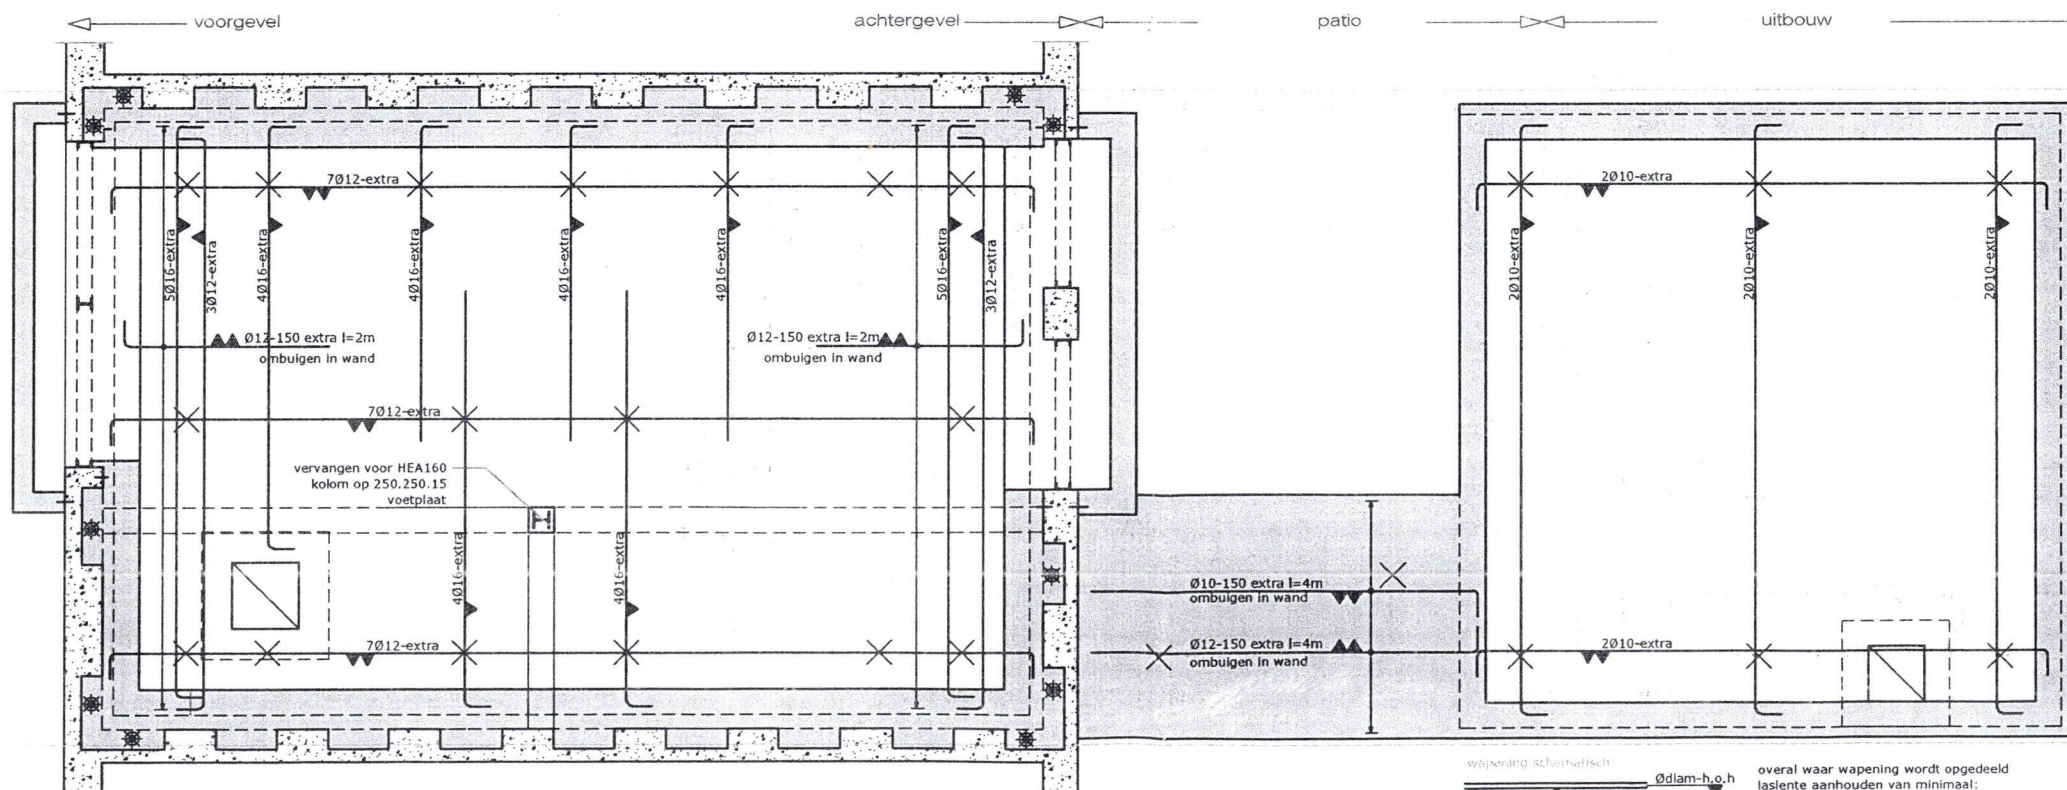 voorgevel
achtergevel
patio
uitbouw
7Ø12-extra
2Ø10-extra
5Ø16-extra
3Ø12-extra
4Ø16-extra
4Ø16-extra
4Ø16-extra
4Ø16-extra
5Ø16-extra
3Ø12-extra
2Ø10-extra
2Ø10-extra
2Ø10-extra
Ø12-150 extra l=2m
ombuigen in wand
Ø12-150 extra l=2m
ombuigen in wand
7Ø12-extra
vervangen voor HEA160
kolom op 250.250.15
voetplaat
4Ø16-extra
4Ø16-extra
Ø10-150 extra l=4m
ombuigen in wand
7Ø12-extra
Ø12-150 extra l=4m
ombuigen in wand
2Ø10-extra
wapening schematisch:
Ødiam-h.o.h
overal waar wapening wordt opgedeeld
laslente aanhouden van minimaal: